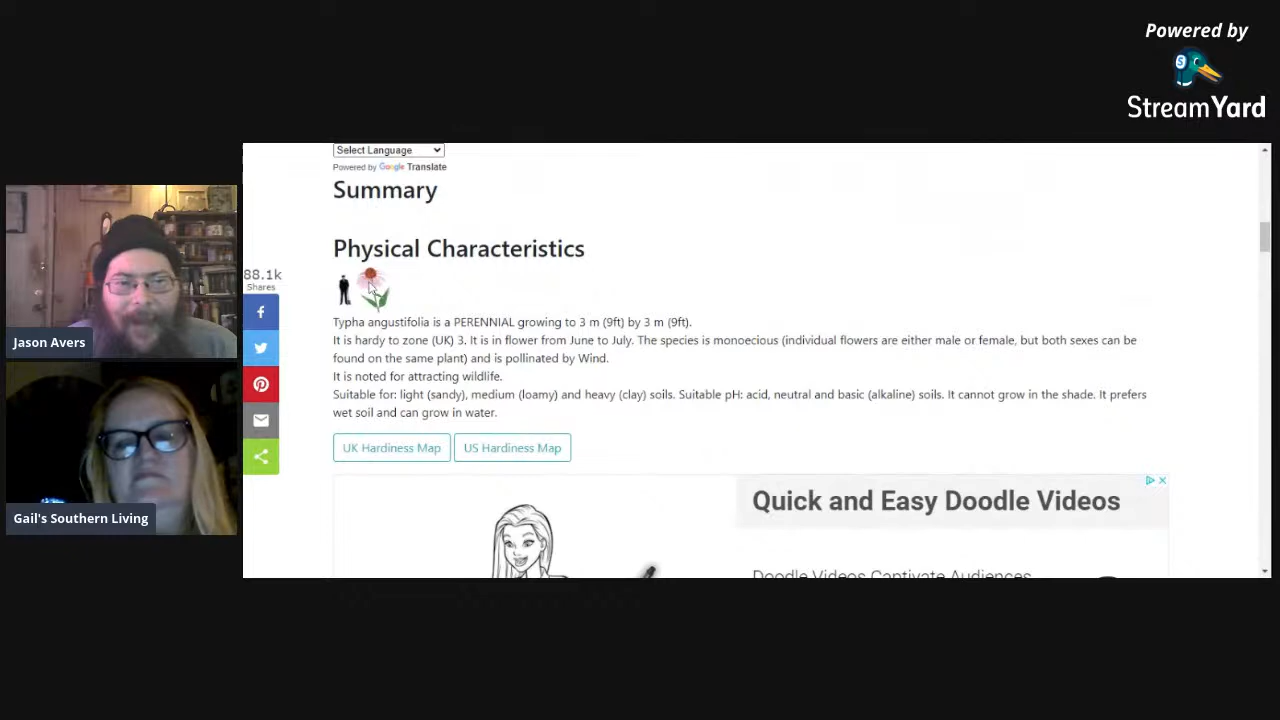 Powered by
StreamYard
Select Language
Powered by Google Translate
Summary
Physical Characteristics
88.1k
Shares
Typha angustifolia is a PERENNIAL growing to 3 m (9ft) by 3 m (9ft).
It is hardy to zone (UK) 3. It is in flower from June to July. The species is monoecious (individual flowers are either male or female, but both sexes can be
found on the same plant) and is pollinated by Wind.
It is noted for attracting wildlife.
Suitable for: light (sandy), medium (loamy) and heavy (clay) soils. Suitable pH: acid, neutral and basic (alkaline) soils. It cannot grow in the shade. It prefers
wet soil and can grow in water.
UK Hardiness Map
US Hardiness Map
Quick and Easy Doodle Videos
Doodle Videos Captivate Audiences
Jason Avers
Gail's Southern Living